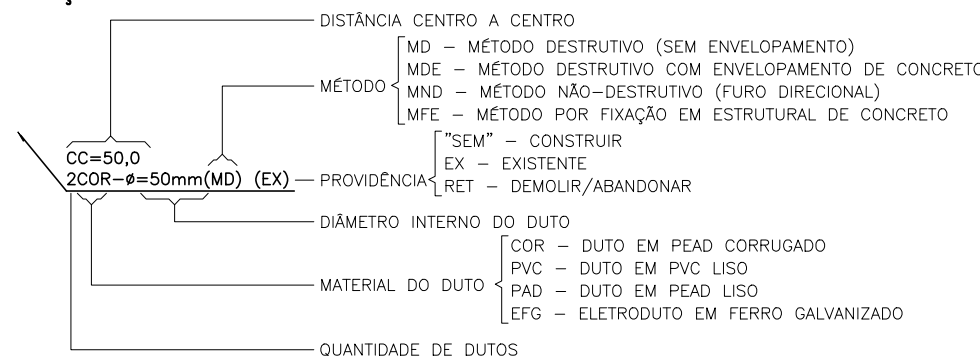 DISTÂNCIA CENTRO A CENTRO
MD – MÉTODO DESTRUTIVO (SEM ENVELOPAMENTO)
MDE – MÉTODO DESTRUTIVO COM ENVELOPAMENTO DE CONCRETO
MÉTODO
MND – MÉTODO NÃO–DESTRUTIVO (FURO DIRECIONAL)
MFE – MÉTODO POR FIXAÇÃO EM ESTRUTURAL DE CONCRETO
"SEM" – CONSTRUIR
CC=50,0
EX – EXISTENTE
2COR–ø=50mm(MD) (EX)
PROVIDÊNCIA
RET – DEMOLIR/ABANDONAR
DIÂMETRO INTERNO DO DUTO
COR – DUTO EM PEAD CORRUGADO
PVC – DUTO EM PVC LISO
MATERIAL DO DUTO
PAD – DUTO EM PEAD LISO
EFG – ELETRODUTO EM FERRO GALVANIZADO
QUANTIDADE DE DUTOS